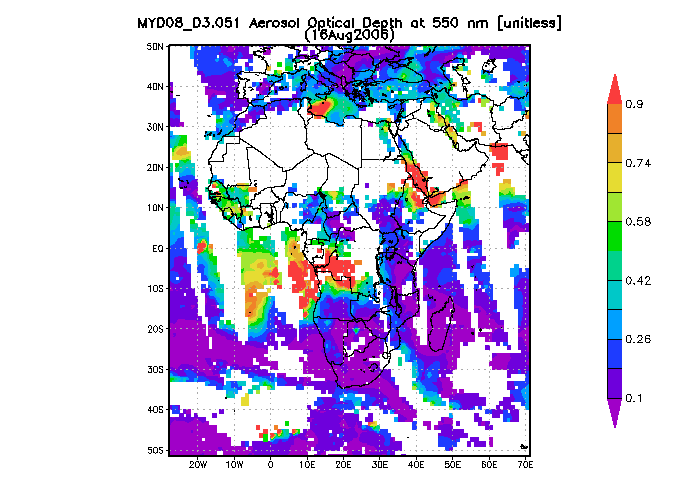 MYD08_D3.051 Aerosol Optical Depth at 550 nm [unitless]
(16Aug2006)
50N
40N
30N
20N
10N
EQ
10S
20S
30S
40S
50S
20W 10W 0 10E 20E 30E 40E 50E 60E 70E
0.9
0.74
0.58
0.42
0.26
0.1